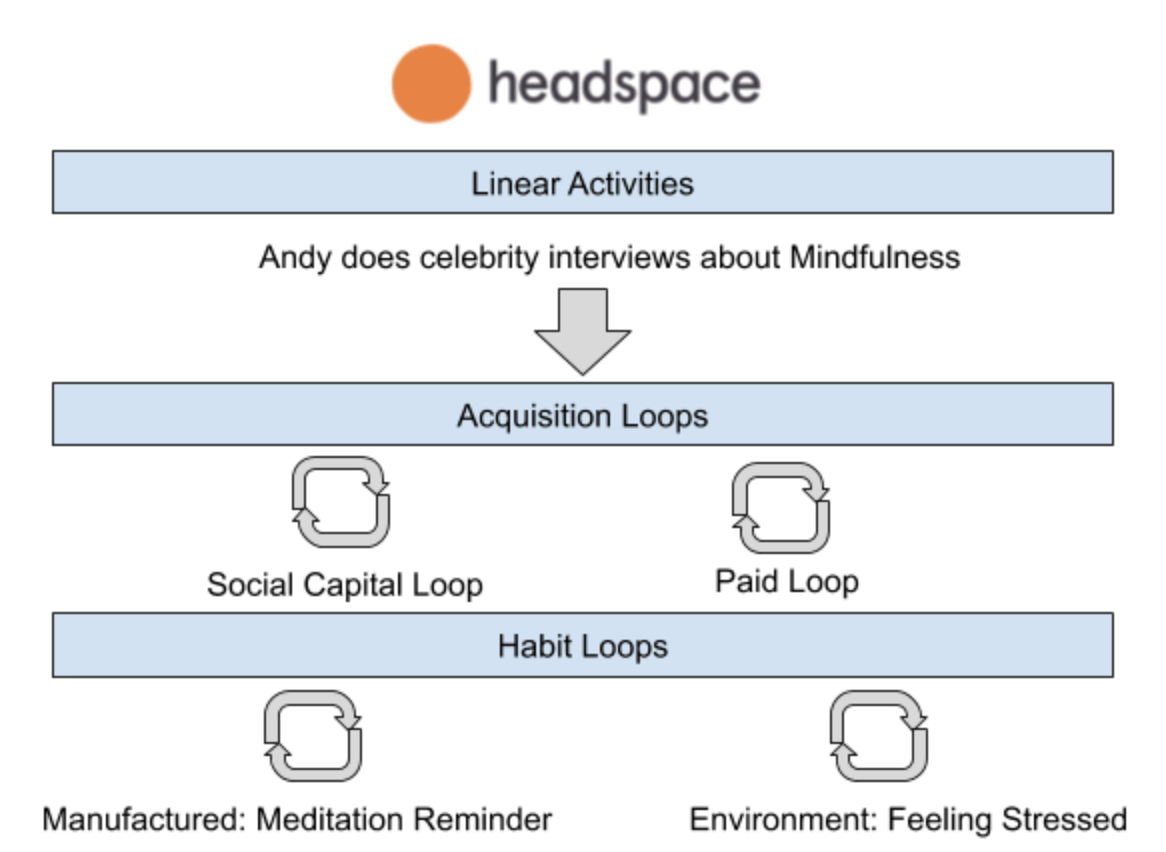 headspace
Linear Activities
Andy does celebrity interviews about Mindfulness
Acquisition Loops
Social Capital Loop
Paid Loop
Habit Loops
Manufactured: Meditation Reminder
Environment: Feeling Stressed